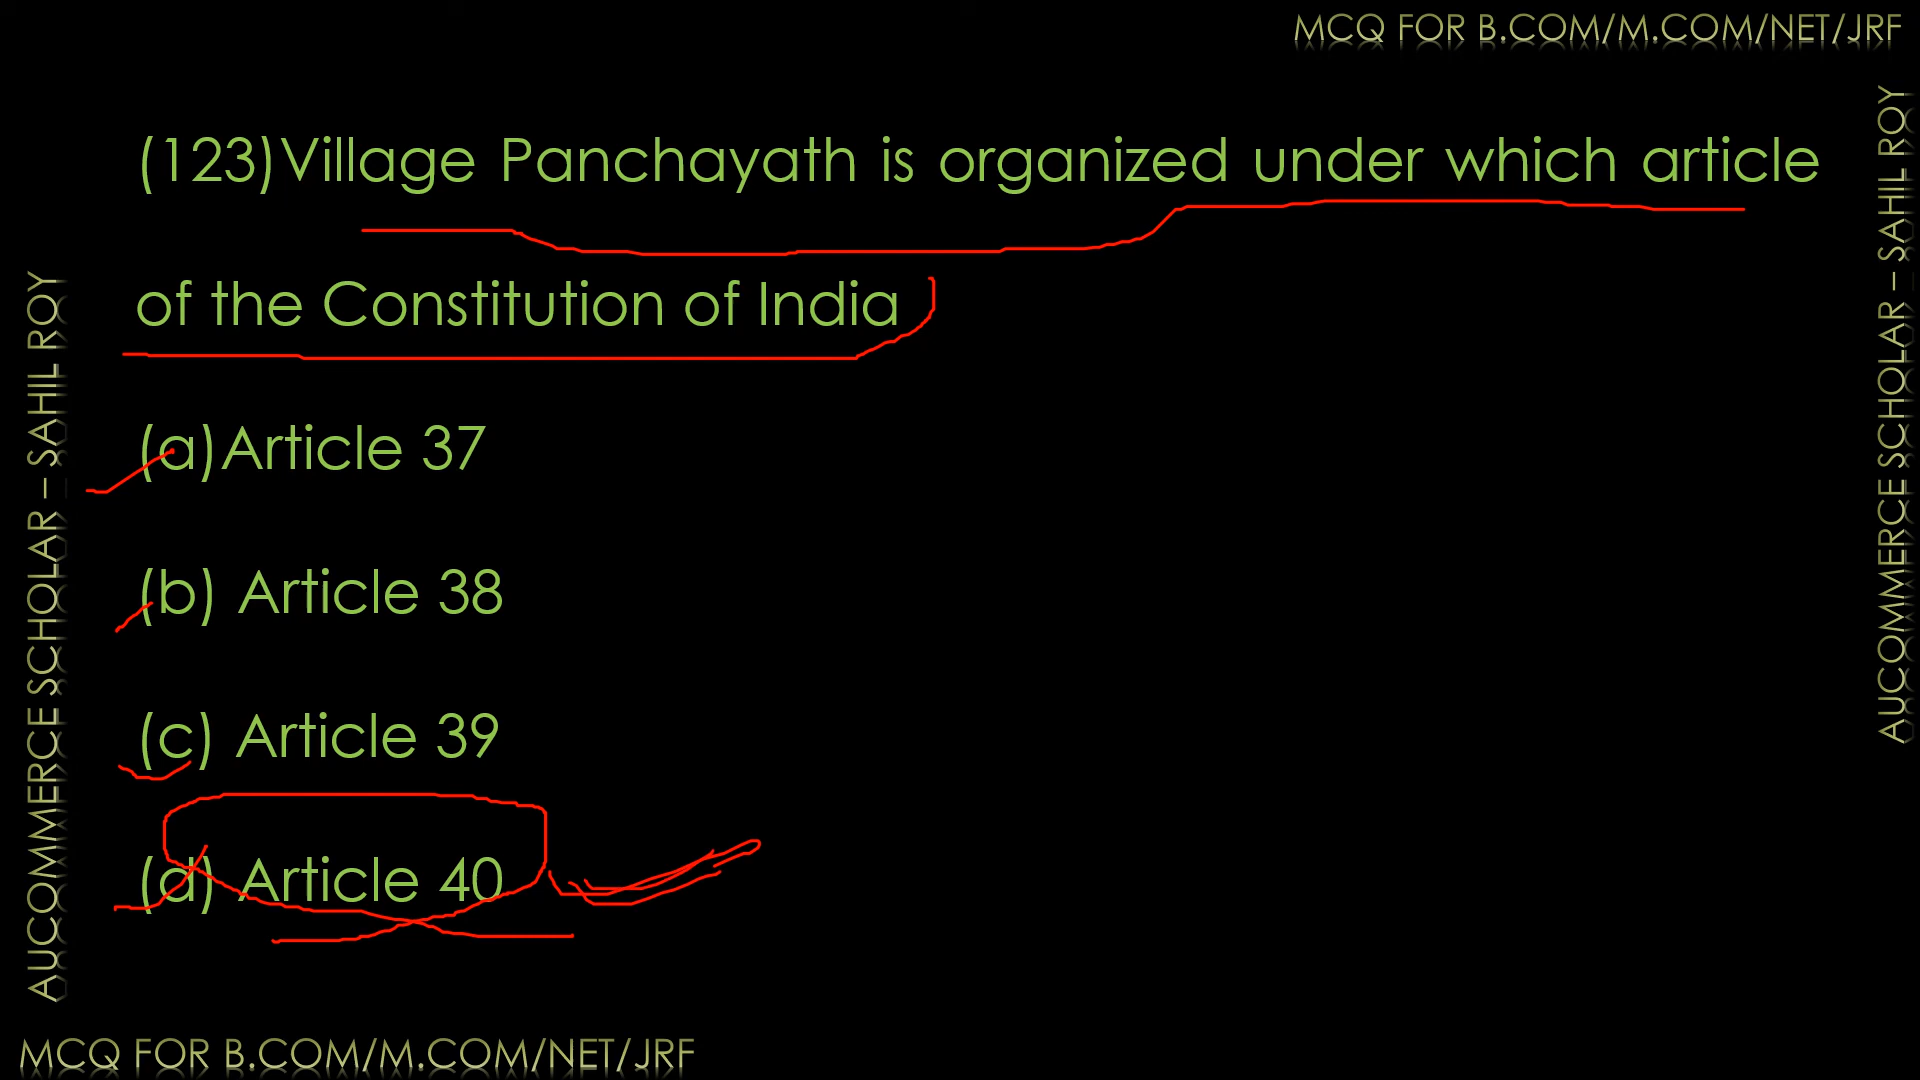 MCQ FOR B.COM/M.COM/NET/JRF
(123)Village Panchayath is organized under which article
of the Constitution of India
(a)Article 37
(b) Article 38
(c) Article 39
(d) Article 40
AUCOMMERCE SCHOLAR – SAHIL ROY
AUCOMMERCE SCHOLAR – SAHIL ROY
MCQ FOR B.COM/M.COM/NET/JRF